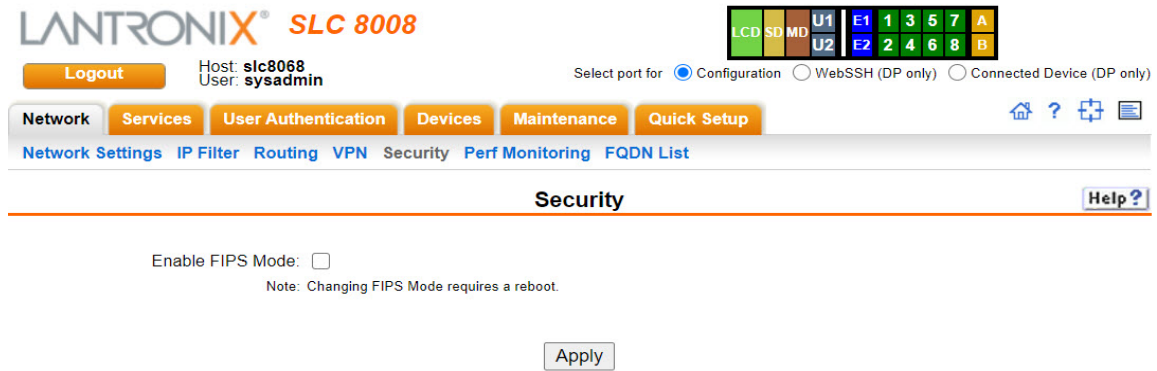 LANTRONIX® SLC 8008
LCD SD MD U1 E1 1 3 5 7 A
U2 E2 2 4 6 8 B
Logout
Host: slc8068
User: sysadmin
Select port for Configuration WebSSH (DP only) Connected Device (DP only)
Network Services User Authentication Devices Maintenance Quick Setup
?
Network Settings IP Filter Routing VPN Security Perf Monitoring FQDN List
Security
Help?
Enable FIPS Mode:
Note: Changing FIPS Mode requires a reboot.
Apply